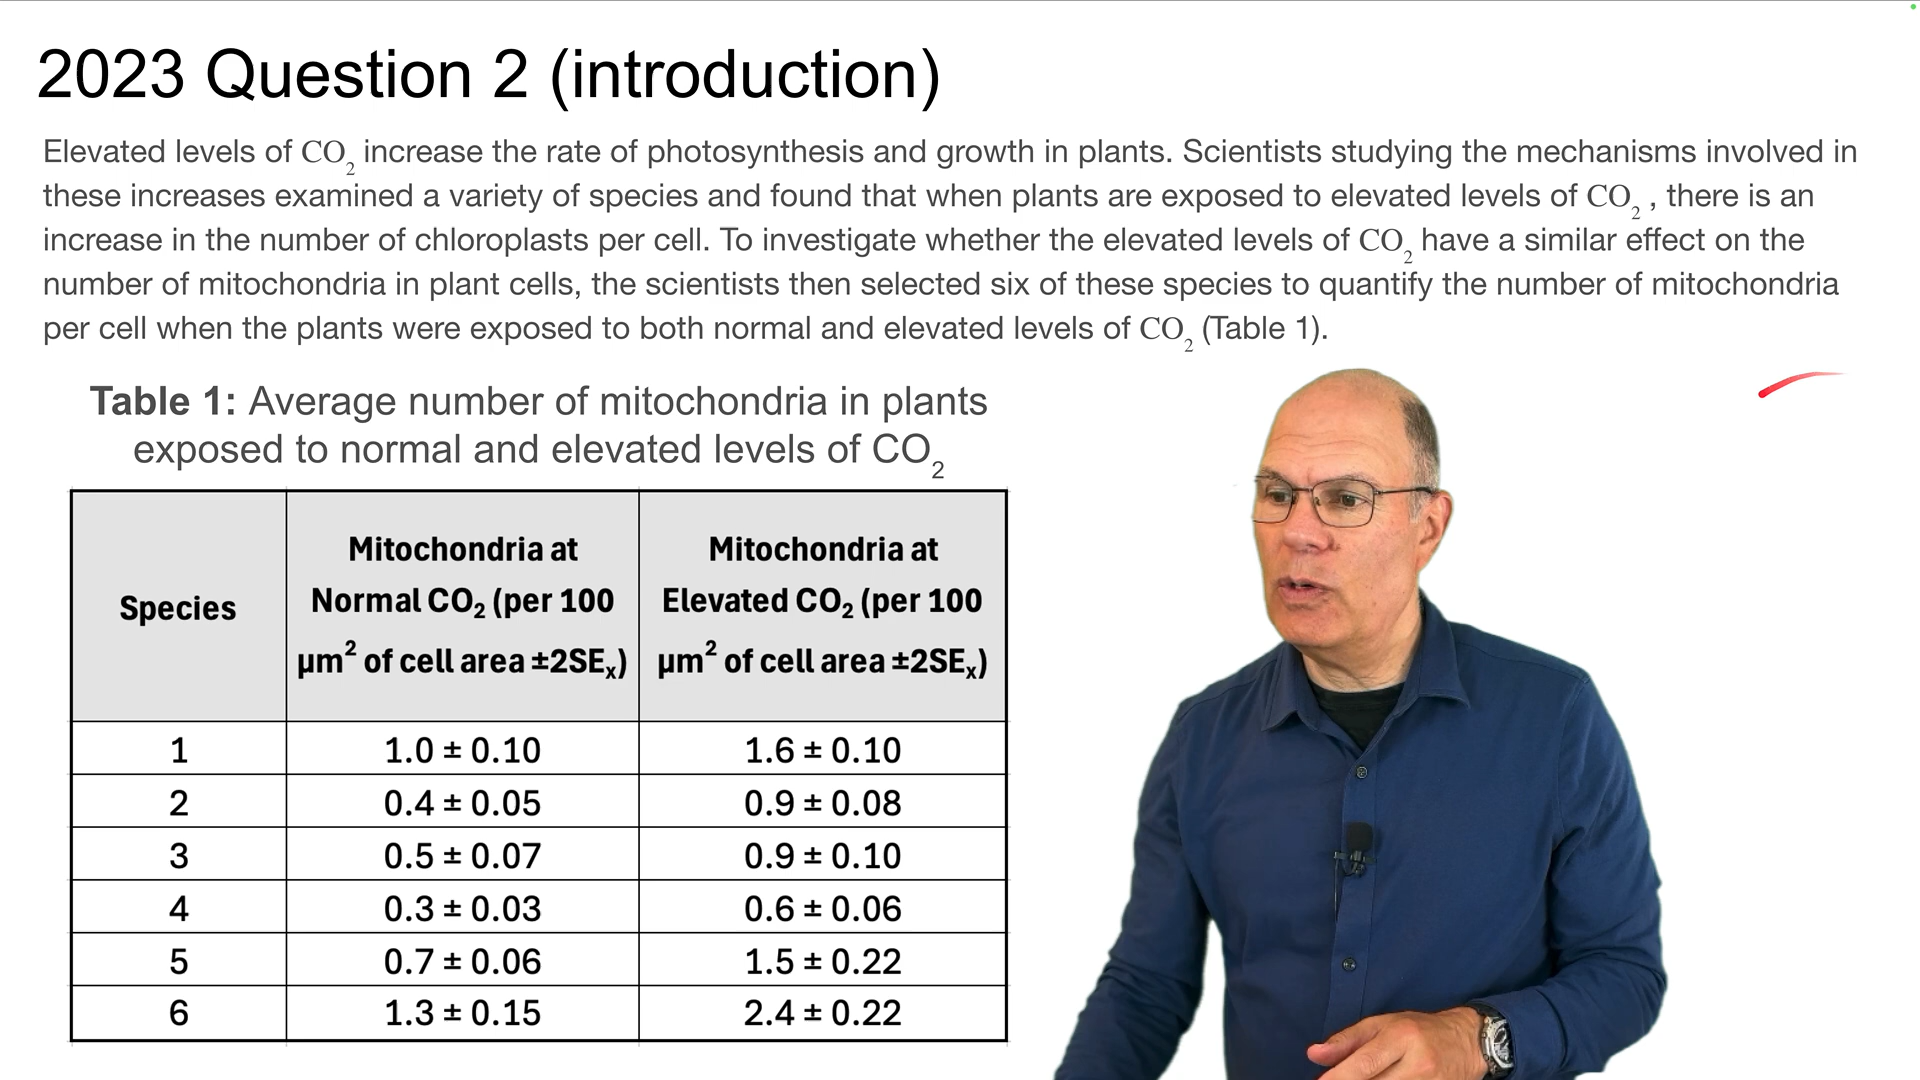 2023 Question 2 (introduction)
Elevated levels of CO₂ increase the rate of photosynthesis and growth in plants. Scientists studying the mechanisms involved in
these increases examined a variety of species and found that when plants are exposed to elevated levels of CO₂ , there is an
increase in the number of chloroplasts per cell. To investigate whether the elevated levels of CO₂ have a similar effect on the
number of mitochondria in plant cells, the scientists then selected six of these species to quantify the number of mitochondria
per cell when the plants were exposed to both normal and elevated levels of CO₂ (Table 1).
Table 1: Average number of mitochondria in plants
exposed to normal and elevated levels of CO₂
Species
Mitochondria at
Normal CO₂ (per 100
µm² of cell area ±2SEₓ)
Mitochondria at
Elevated CO₂ (per 100
µm² of cell area ±2SEₓ)
1 1.0 ± 0.10 1.6 ± 0.10
2 0.4 ± 0.05 0.9 ± 0.08
3 0.5 ± 0.07 0.9 ± 0.10
4 0.3 ± 0.03 0.6 ± 0.06
5 0.7 ± 0.06 1.5 ± 0.22
6 1.3 ± 0.15 2.4 ± 0.22